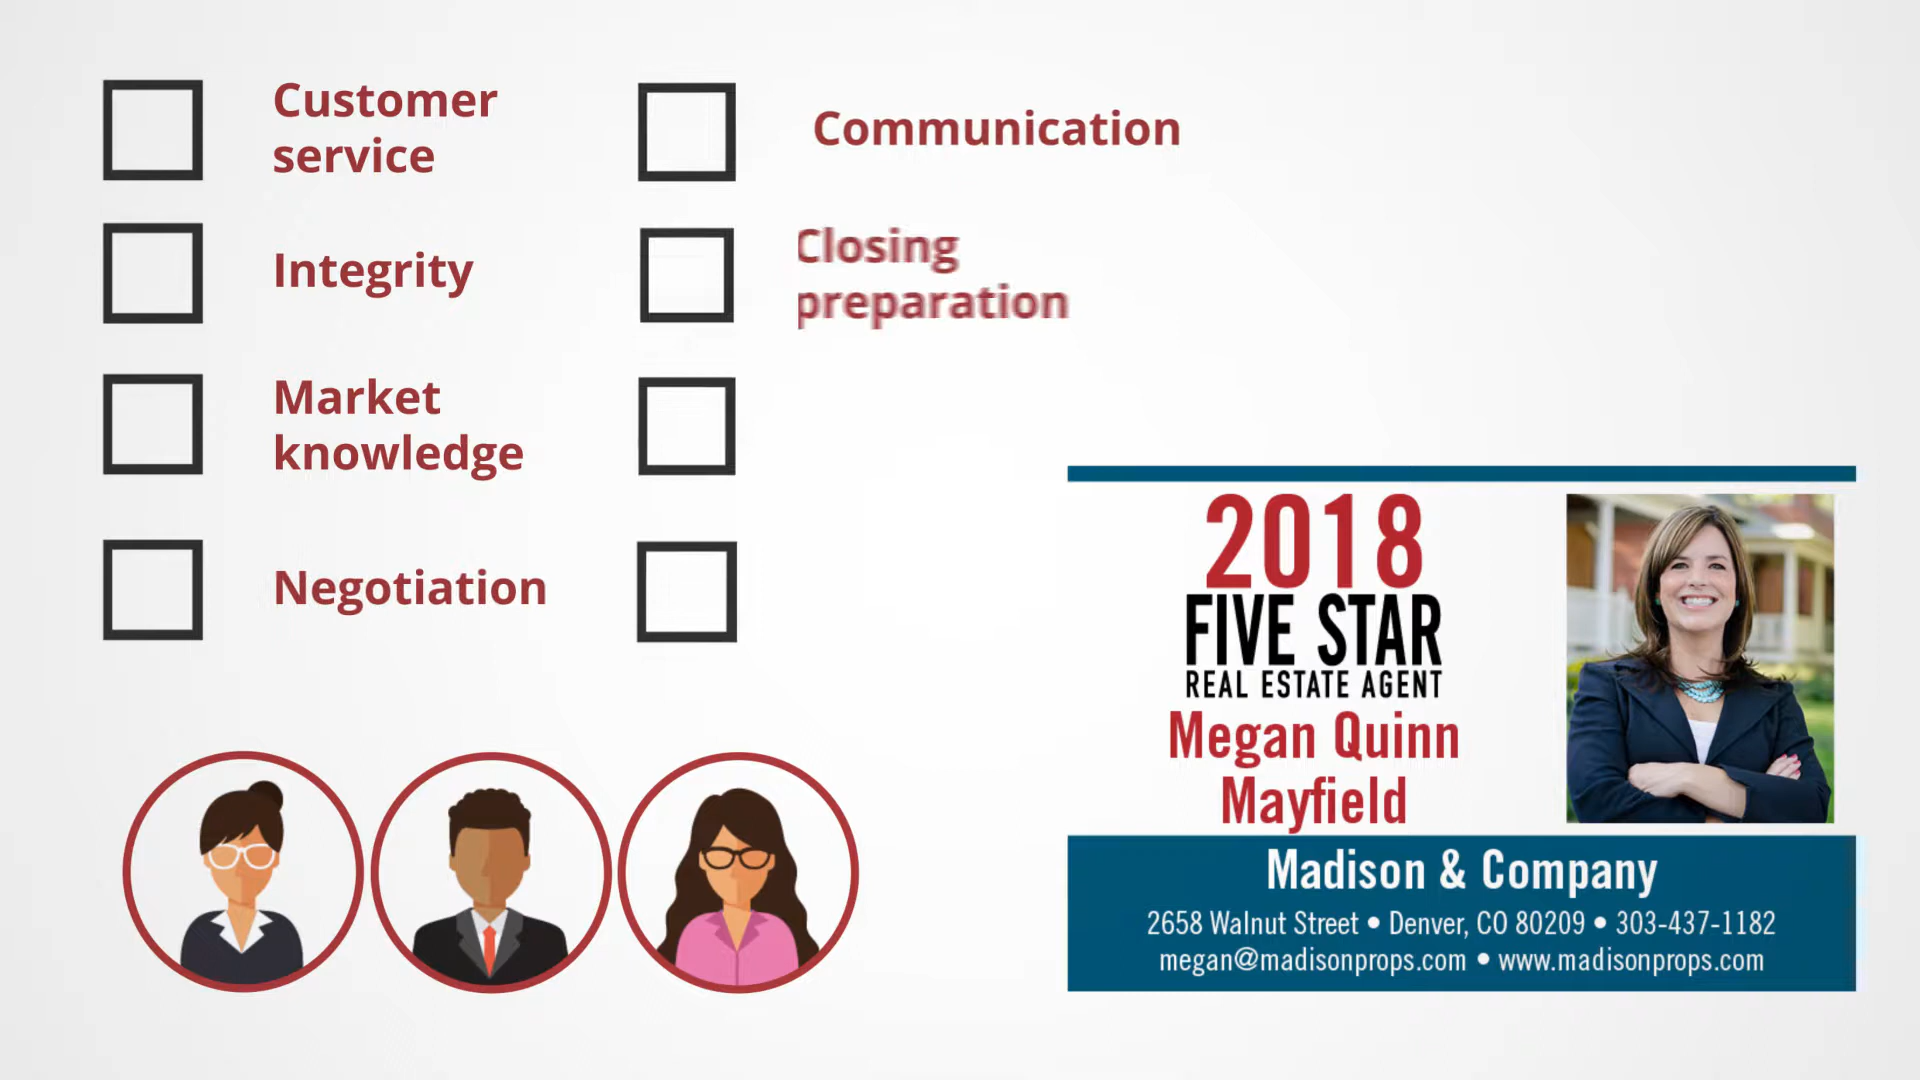 Customer
service
Integrity
Market
knowledge
Negotiation
Communication
Closing
preparation
2018
FIVE STAR
REAL ESTATE AGENT
Megan Quinn
Mayfield
Madison & Company
2658 Walnut Street • Denver, CO 80209 • 303-437-1182
megan@madisonprops.com • www.madisonprops.com